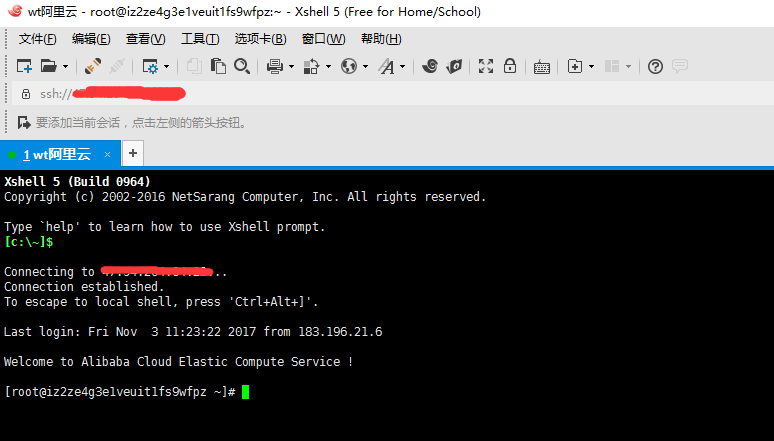 wt阿里云 - root@iz2ze4g3e1veuit1fs9wfpz:~ - Xshell 5 (Free for Home/School)
文件(F) 编辑(E) 查看(V) 工具(T) 选项卡(B) 窗口(W) 帮助(H)
ssh://
要添加当前会话，点击左侧的箭头按钮。
1 wt阿里云 × +
Xshell 5 (Build 0964)
Copyright (c) 2002-2016 NetSarang Computer, Inc. All rights reserved.
Type `help' to learn how to use Xshell prompt.
[c:\~]$
Connecting to ..
Connection established.
To escape to local shell, press 'Ctrl+Alt+]'.
Last login: Fri Nov  3 11:23:22 2017 from 183.196.21.6
Welcome to Alibaba Cloud Elastic Compute Service !
[root@iz2ze4g3e1veuit1fs9wfpz ~]#